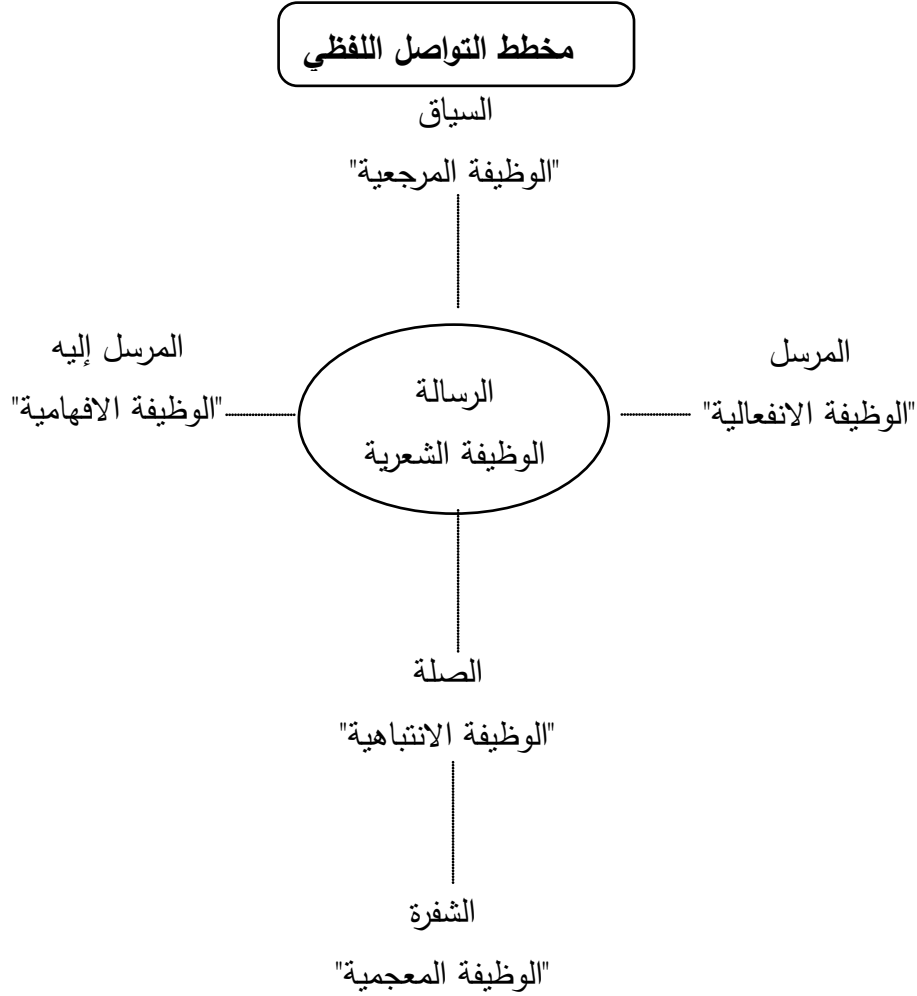 مخطط التواصل اللفظي
السياق
"الوظيفة المرجعية"
المرسل
"الوظيفة الانفعالية"
الرسالة
الوظيفة الشعرية
المرسل إليه
"الوظيفة الافهامية"
الصلة
"الوظيفة الانتباهية"
الشفرة
"الوظيفة المعجمية"